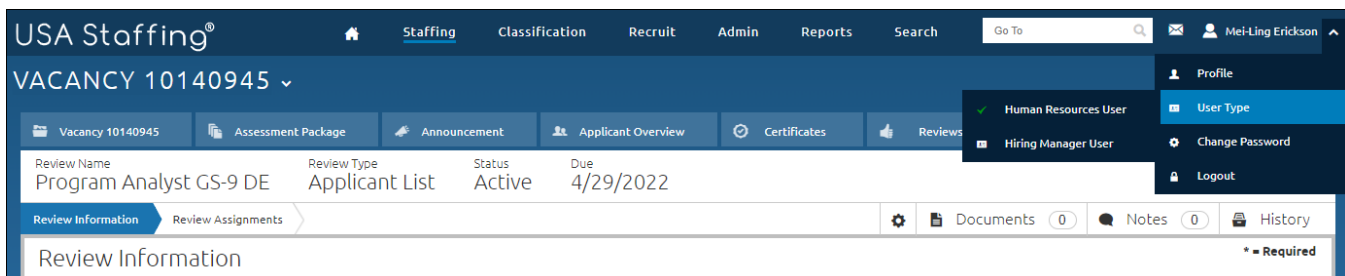 USA Staffing®
Staffing Classification Recruit Admin Reports Search Go To Mei-Ling Erickson
VACANCY 10140945
Profile
User Type
Change Password
Logout
Human Resources User
Hiring Manager User
Vacancy 10140945 Assessment Package Announcement Applicant Overview Certificates Reviews
Review Name Review Type Status Due
Program Analyst GS-9 DE Applicant List Active 4/29/2022
Review Information Review Assignments Documents 0 Notes 0 History
Review Information * = Required